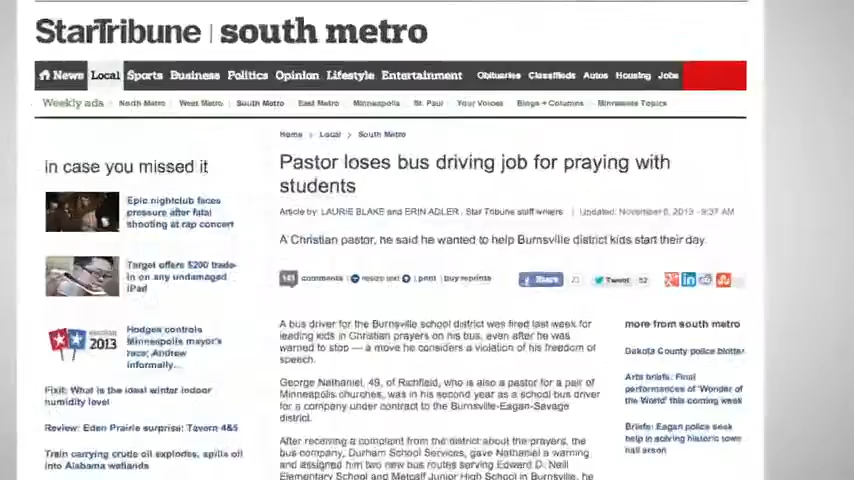 StarTribune | south metro
News Local Sports Business Politics Opinion Lifestyle Entertainment Obituaries Classifieds Autos Housing Jobs
Weekly ads North Metro West Metro South Metro East Metro Minneapolis St. Paul Your Voices Blogs + Columns Minnesota Topics
Home > Local > South Metro
in case you missed it
Epic nightclub faces
pressure after fatal
shooting at rap concert
Target offers $200 trade-
in on any undamaged
iPad
2013
Hodges controls
Minneapolis mayor's
race; Andrew
informally...
Fixit: What is the ideal winter indoor
humidity level
Review: Eden Prairie surprise: Tavern 4&5
Train carrying crude oil explodes, spills oil
into Alabama wetlands
Pastor loses bus driving job for praying with
students
Article by: LAURIE BLAKE and ERIN ADLER , Star Tribune staff writers | Updated: November 6, 2013 - 9:37 AM
A Christian pastor, he said he wanted to help Burnsville district kids start their day.
comments resize text print buy reprints Share 21 Tweet 52
A bus driver for the Burnsville school district was fired last week for
leading kids in Christian prayers on his bus, even after he was
warned to stop — a move he considers a violation of his freedom of
speech.
George Nathaniel, 49, of Richfield, who is also a pastor for a pair of
Minneapolis churches, was in his second year as a school bus driver
for a company under contract to the Burnsville-Eagan-Savage
district.
After receiving a complaint from the district about the prayers, the
bus company, Durham School Services, gave Nathaniel a warning
and assigned him two new bus routes serving Edward D. Neill
Elementary School and Metcalf Junior High School in Burnsville, he
more from south metro
Dakota County police blotter
Arts briefs: Final
performances of 'Wonder of
the World' this coming week
Briefs: Eagan police seek
help in solving historic town
hall arson